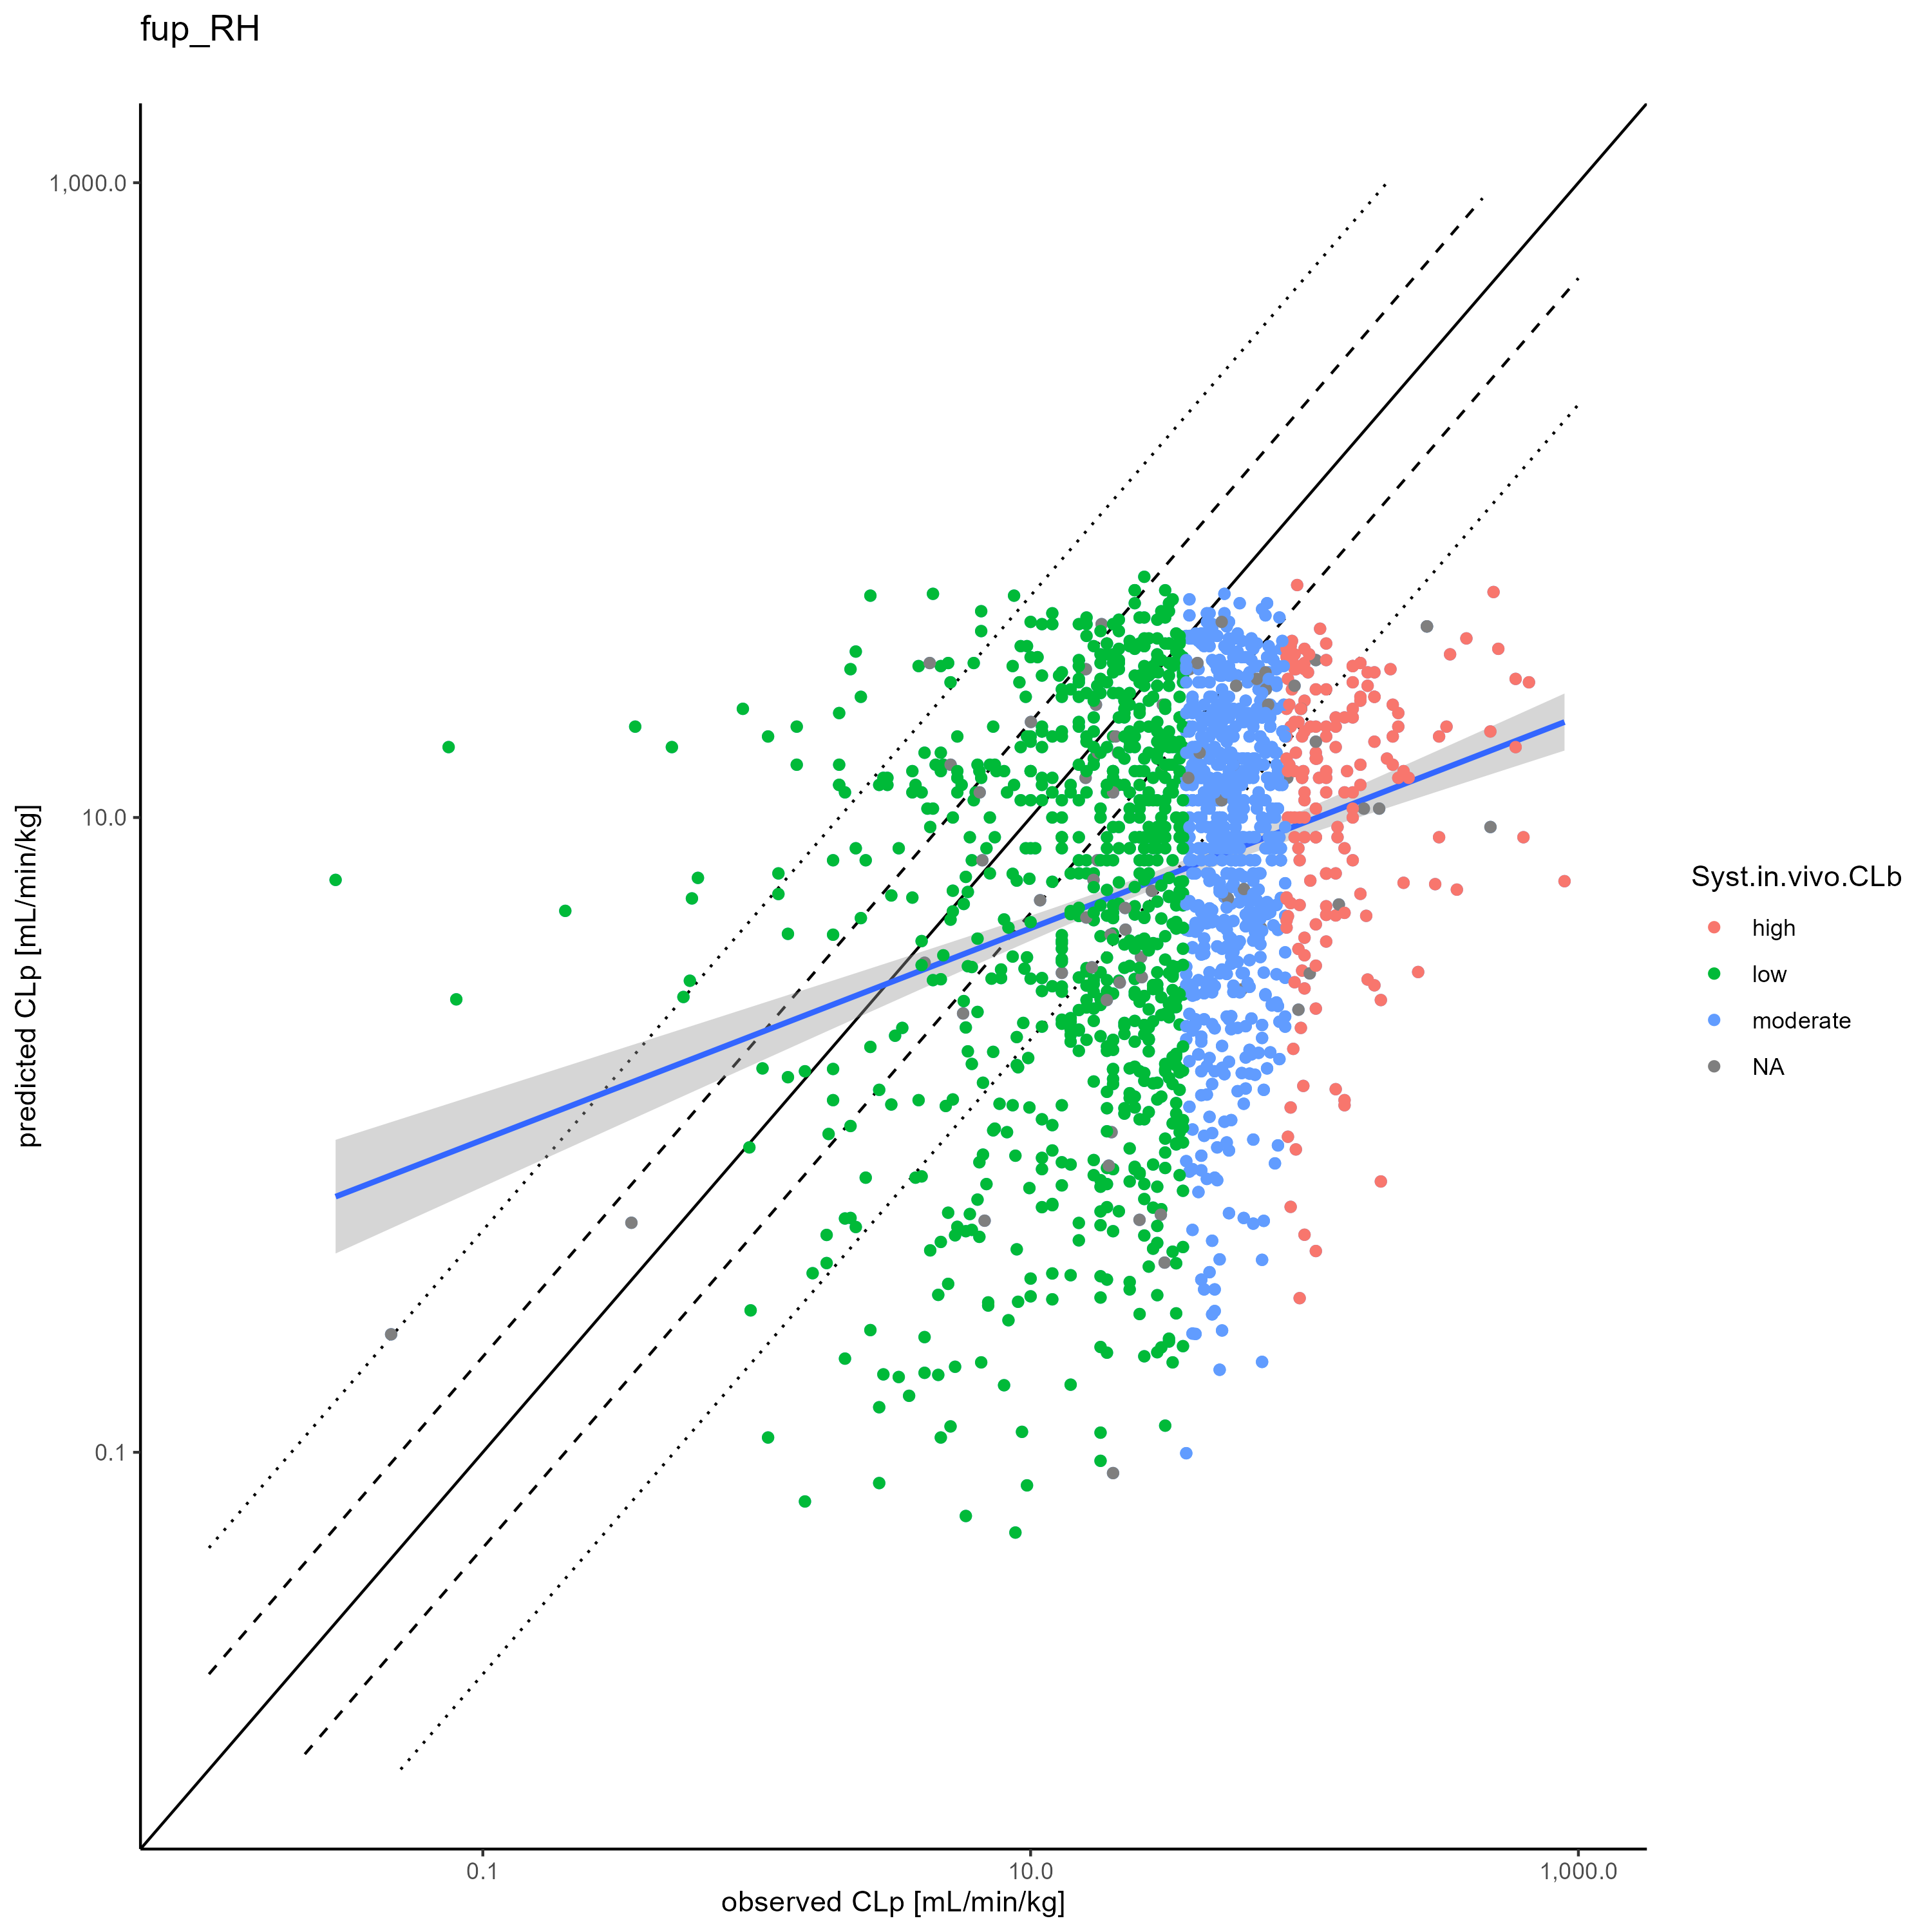 fup_RH
1,000.0
10.0
0.1
predicted CLp [mL/min/kg]
0.1
10.0
1,000.0
observed CLp [mL/min/kg]
Syst.in.vivo.CLb
high
low
moderate
NA